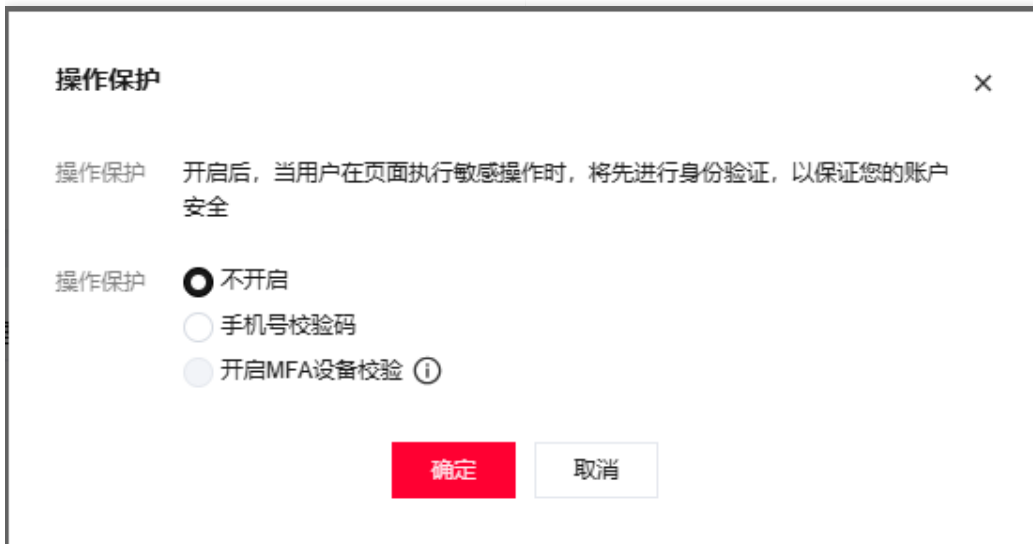 操作保护
操作保护 开启后，当用户在页面执行敏感操作时，将先进行身份验证，以保证您的账户
安全
操作保护 不开启
手机号校验码
开启MFA设备校验
确定 取消